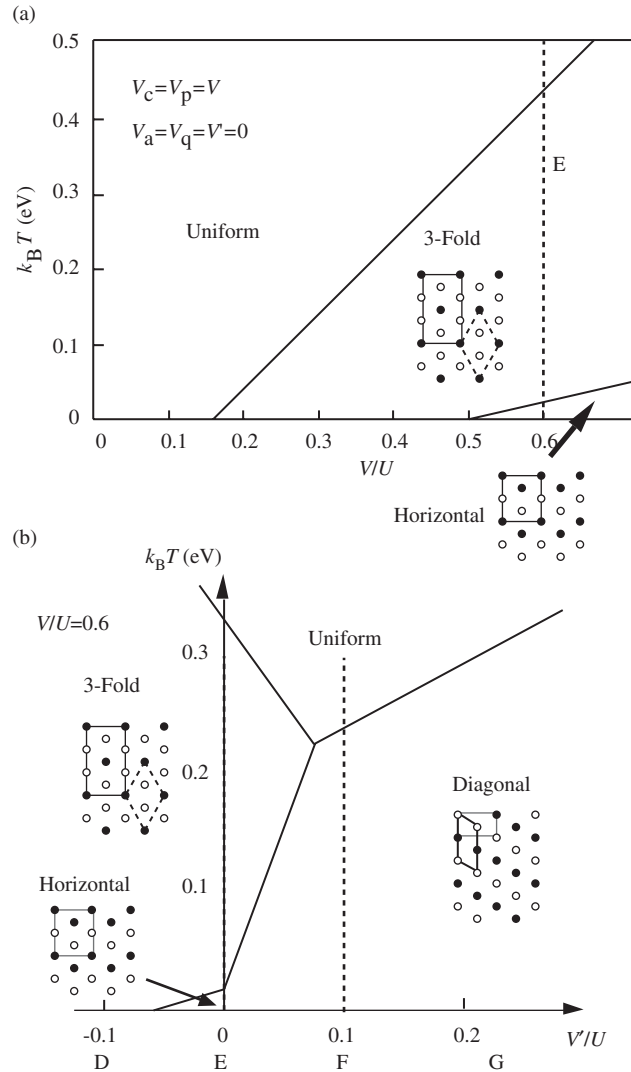 (a)
0.5
0.4
0.3
0.2
0.1
0
k_B T (eV)
V_c=V_p=V
V_a=V_q=V'=0
Uniform
3-Fold
E
0 0.1 0.2 0.3 0.4 0.5 0.6
V/U
Horizontal
(b)
k_B T (eV)
V/U=0.6
Uniform
0.3
3-Fold
0.2
Diagonal
0.1
Horizontal
-0.1 0 0.1 0.2 V'/U
D E F G